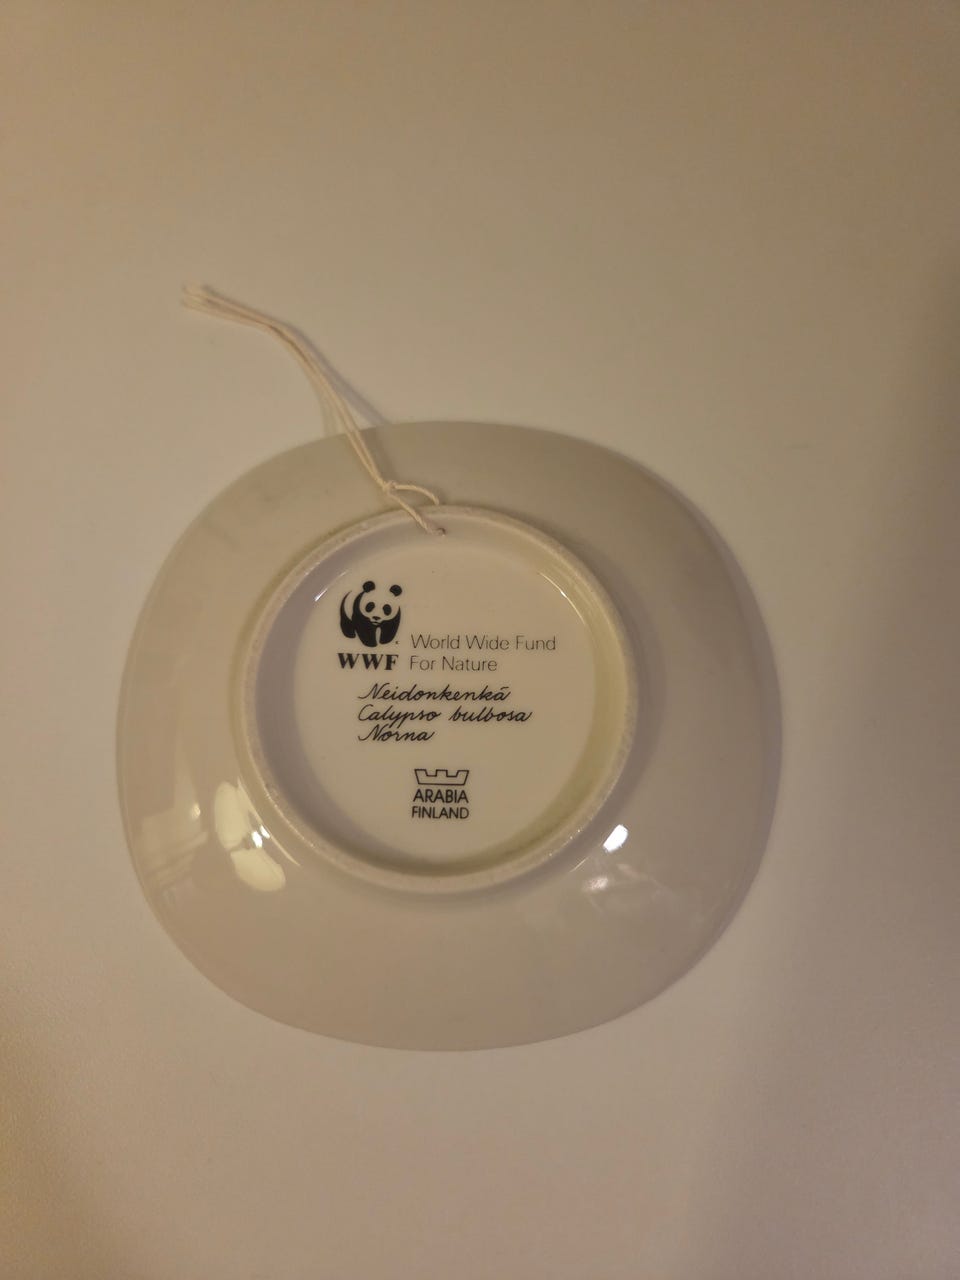 World Wide Fund
WWF For Nature
Neidonkenkä
Calypso bulbosa
Norna
ARABIA
FINLAND